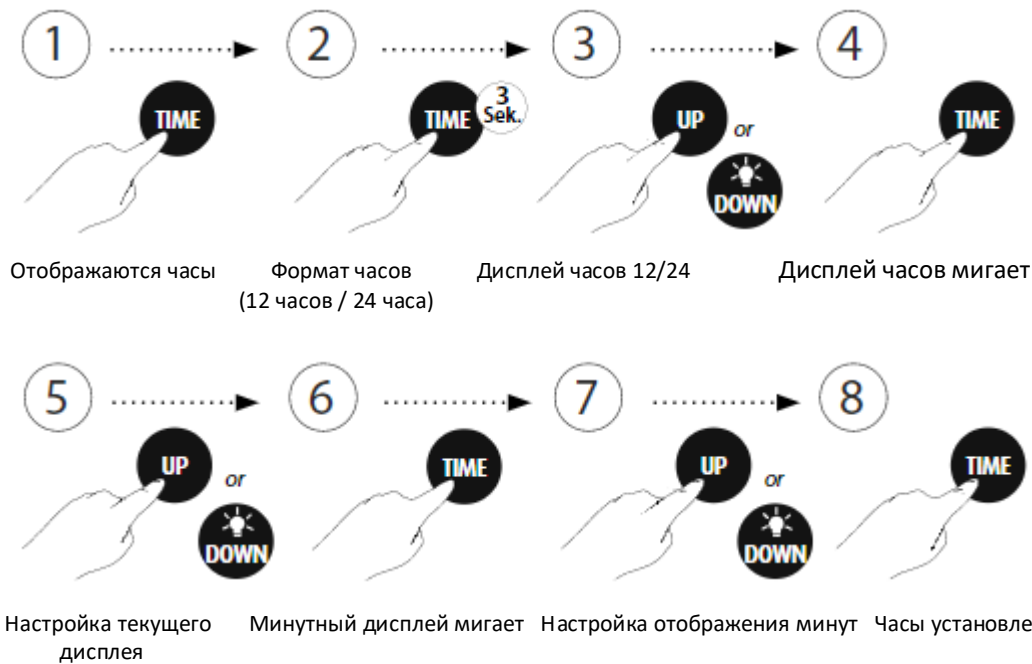 1
2
3
4
TIME
TIME
3
Sek.
UP
or
DOWN
TIME
Отображаются часы
Формат часов
(12 часов / 24 часа)
Дисплей часов 12/24
Дисплей часов мигает
5
6
7
8
UP
or
DOWN
TIME
UP
or
DOWN
TIME
Настройка текущего
дисплея
Минутный дисплей мигает
Настройка отображения минут
Часы установле